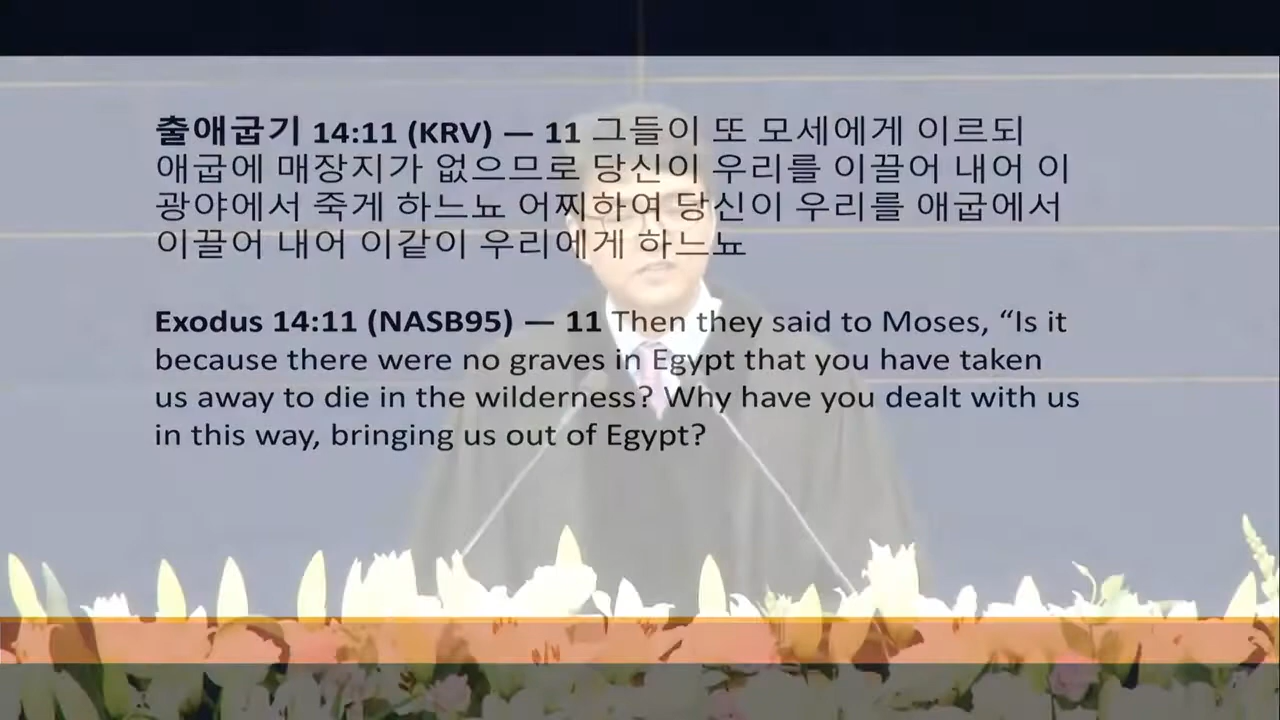 출애굽기 14:11 (KRV) — 11 그들이 또 모세에게 이르되
애굽에 매장지가 없으므로 당신이 우리를 이끌어 내어 이
광야에서 죽게 하느뇨 어찌하여 당신이 우리를 애굽에서
이끌어 내어 이같이 우리에게 하느뇨
Exodus 14:11 (NASB95) — 11 Then they said to Moses, “Is it
because there were no graves in Egypt that you have taken
us away to die in the wilderness? Why have you dealt with us
in this way, bringing us out of Egypt?